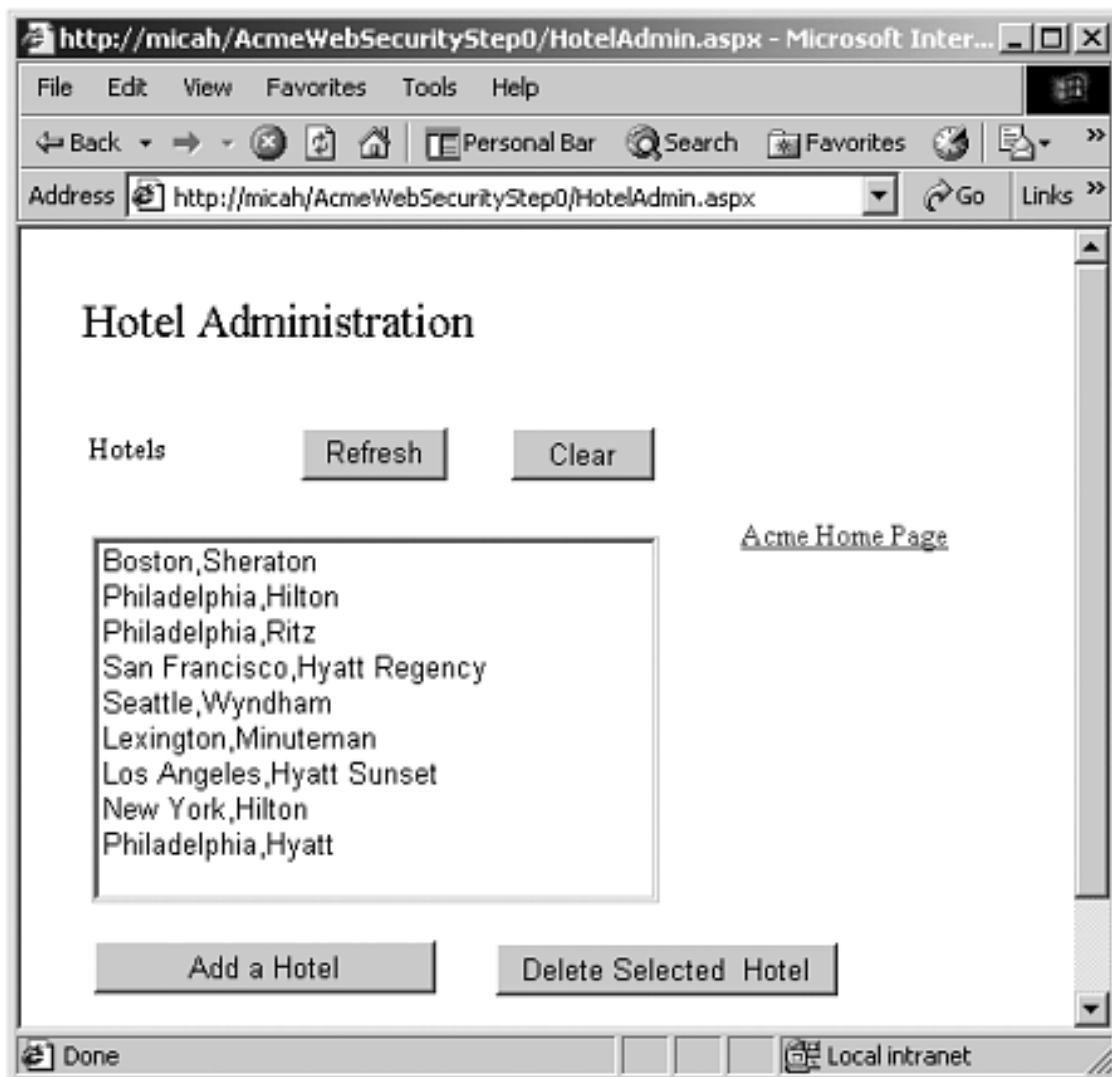 http://micah/AcmeWebSecurityStep0/HotelAdmin.aspx - Microsoft Inter...
File Edit View Favorites Tools Help
Back Personal Bar Search Favorites »
Address http://micah/AcmeWebSecurityStep0/HotelAdmin.aspx Go Links »
Hotel Administration
Hotels Refresh Clear
Acme Home Page
Boston,Sheraton
Philadelphia,Hilton
Philadelphia,Ritz
San Francisco,Hyatt Regency
Seattle,Wyndham
Lexington,Minuteman
Los Angeles,Hyatt Sunset
New York,Hilton
Philadelphia,Hyatt
Add a Hotel Delete Selected Hotel
Done Local intranet